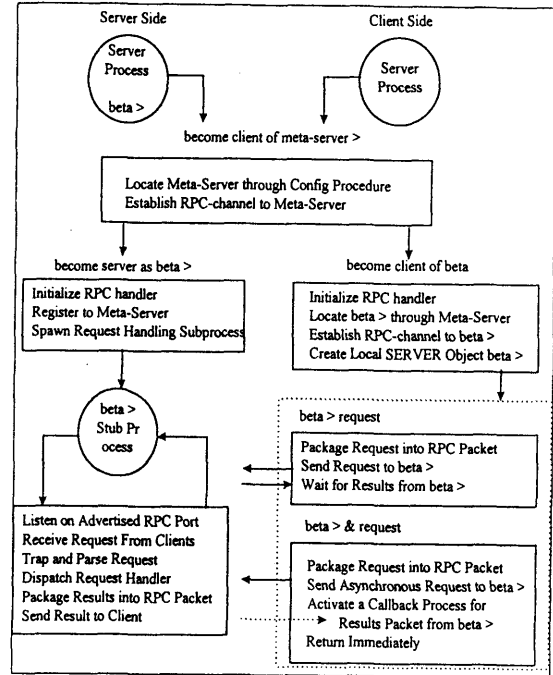 Server Side
Client Side
Server
Process
beta >
Server
Process
become client of meta-server >
Locate Meta-Server through Config Procedure
Establish RPC-channel to Meta-Server
become server as beta >
Initialize RPC handler
Register to Meta-Server
Spawn Request Handling Subprocess
become client of beta
Initialize RPC handler
Locate beta > through Meta-Server
Establish RPC-channel to beta >
Create Local SERVER Object beta >
beta >
Stub Pr
ocess
beta > request
Package Request into RPC Packet
Send Request to beta >
Wait for Results from beta >
Listen on Advertised RPC Port
Receive Request From Clients
Trap and Parse Request
Dispatch Request Handler
Package Results into RPC Packet
Send Result to Client
beta > & request
Package Request into RPC Packet
Send Asynchronous Request to beta >
Activate a Callback Process for
Results Packet from beta >
Return Immediately